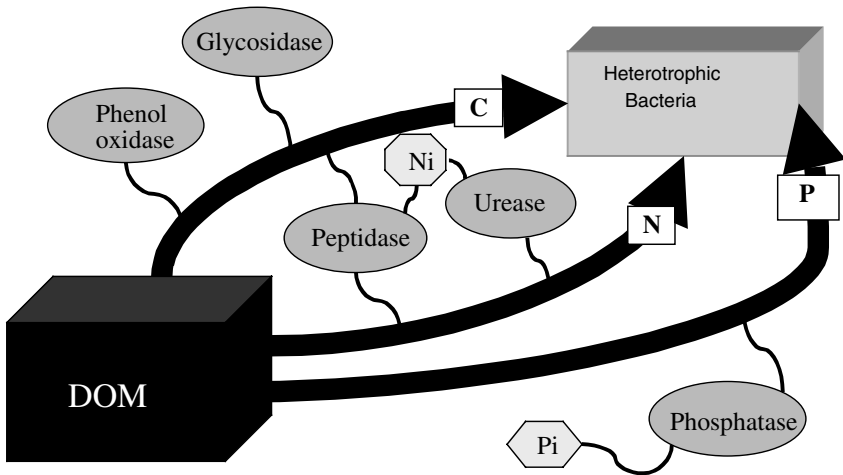 Glycosidase
Heterotrophic
Bacteria
Phenol
oxidase
C
Ni
Urease
P
Peptidase
N
DOM
Phosphatase
Pi